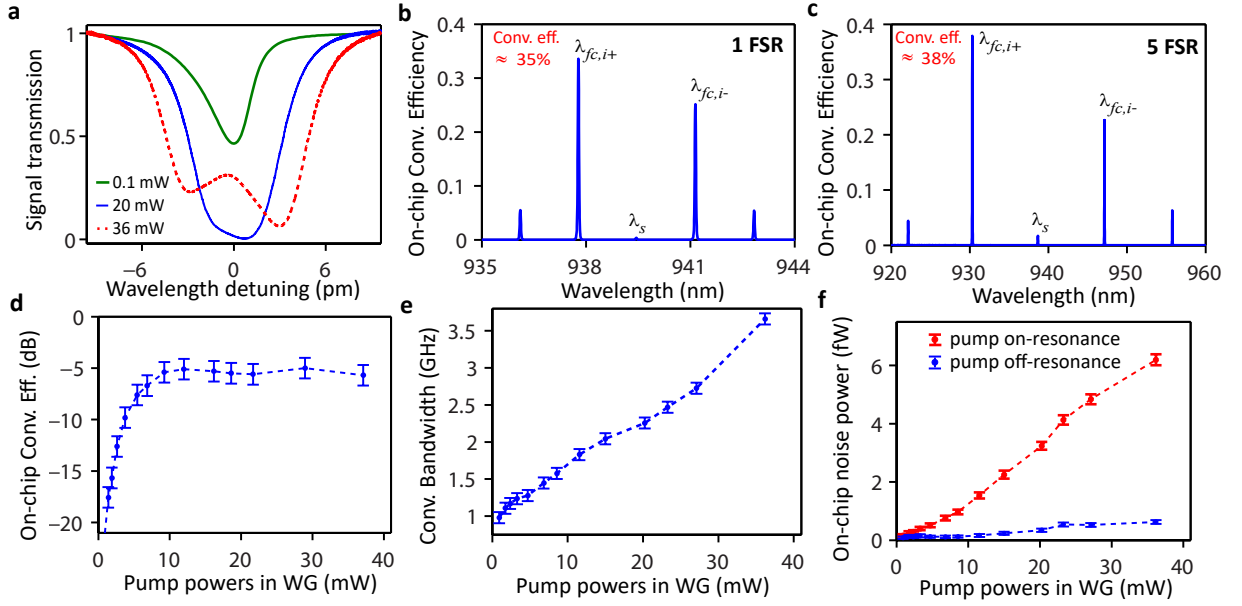 a
Signal transmission
1
0.5
1
0.1 mW
20 mW
36 mW
−6
0
6
Wavelength detuning (pm)
b
On-chip Conv. Efficiency
0.4
0.3
0.2
0.1
0
Conv. eff.
≈ 35%
1 FSR
λfc,i+
λfc,i-
λs
935
938
941
944
Wavelength (nm)
c
On-chip Conv. Efficiency
0.4
0.3
0.2
0.1
0
Conv. eff.
≈ 38%
5 FSR
λfc,i+
λfc,i-
λs
920
930
940
950
960
Wavelength (nm)
d
On-chip Conv. Eff. (dB)
0
−5
−10
−15
−20
0
10
20
30
40
Pump powers in WG (mW)
e
Conv. Bandwidth (GHz)
3.5
3
2.5
2
1.5
1
0
10
20
30
40
Pump powers in WG (mW)
f
On-chip noise power (fW)
6
4
2
0
pump on-resonance
pump off-resonance
0
10
20
30
40
Pump powers in WG (mW)